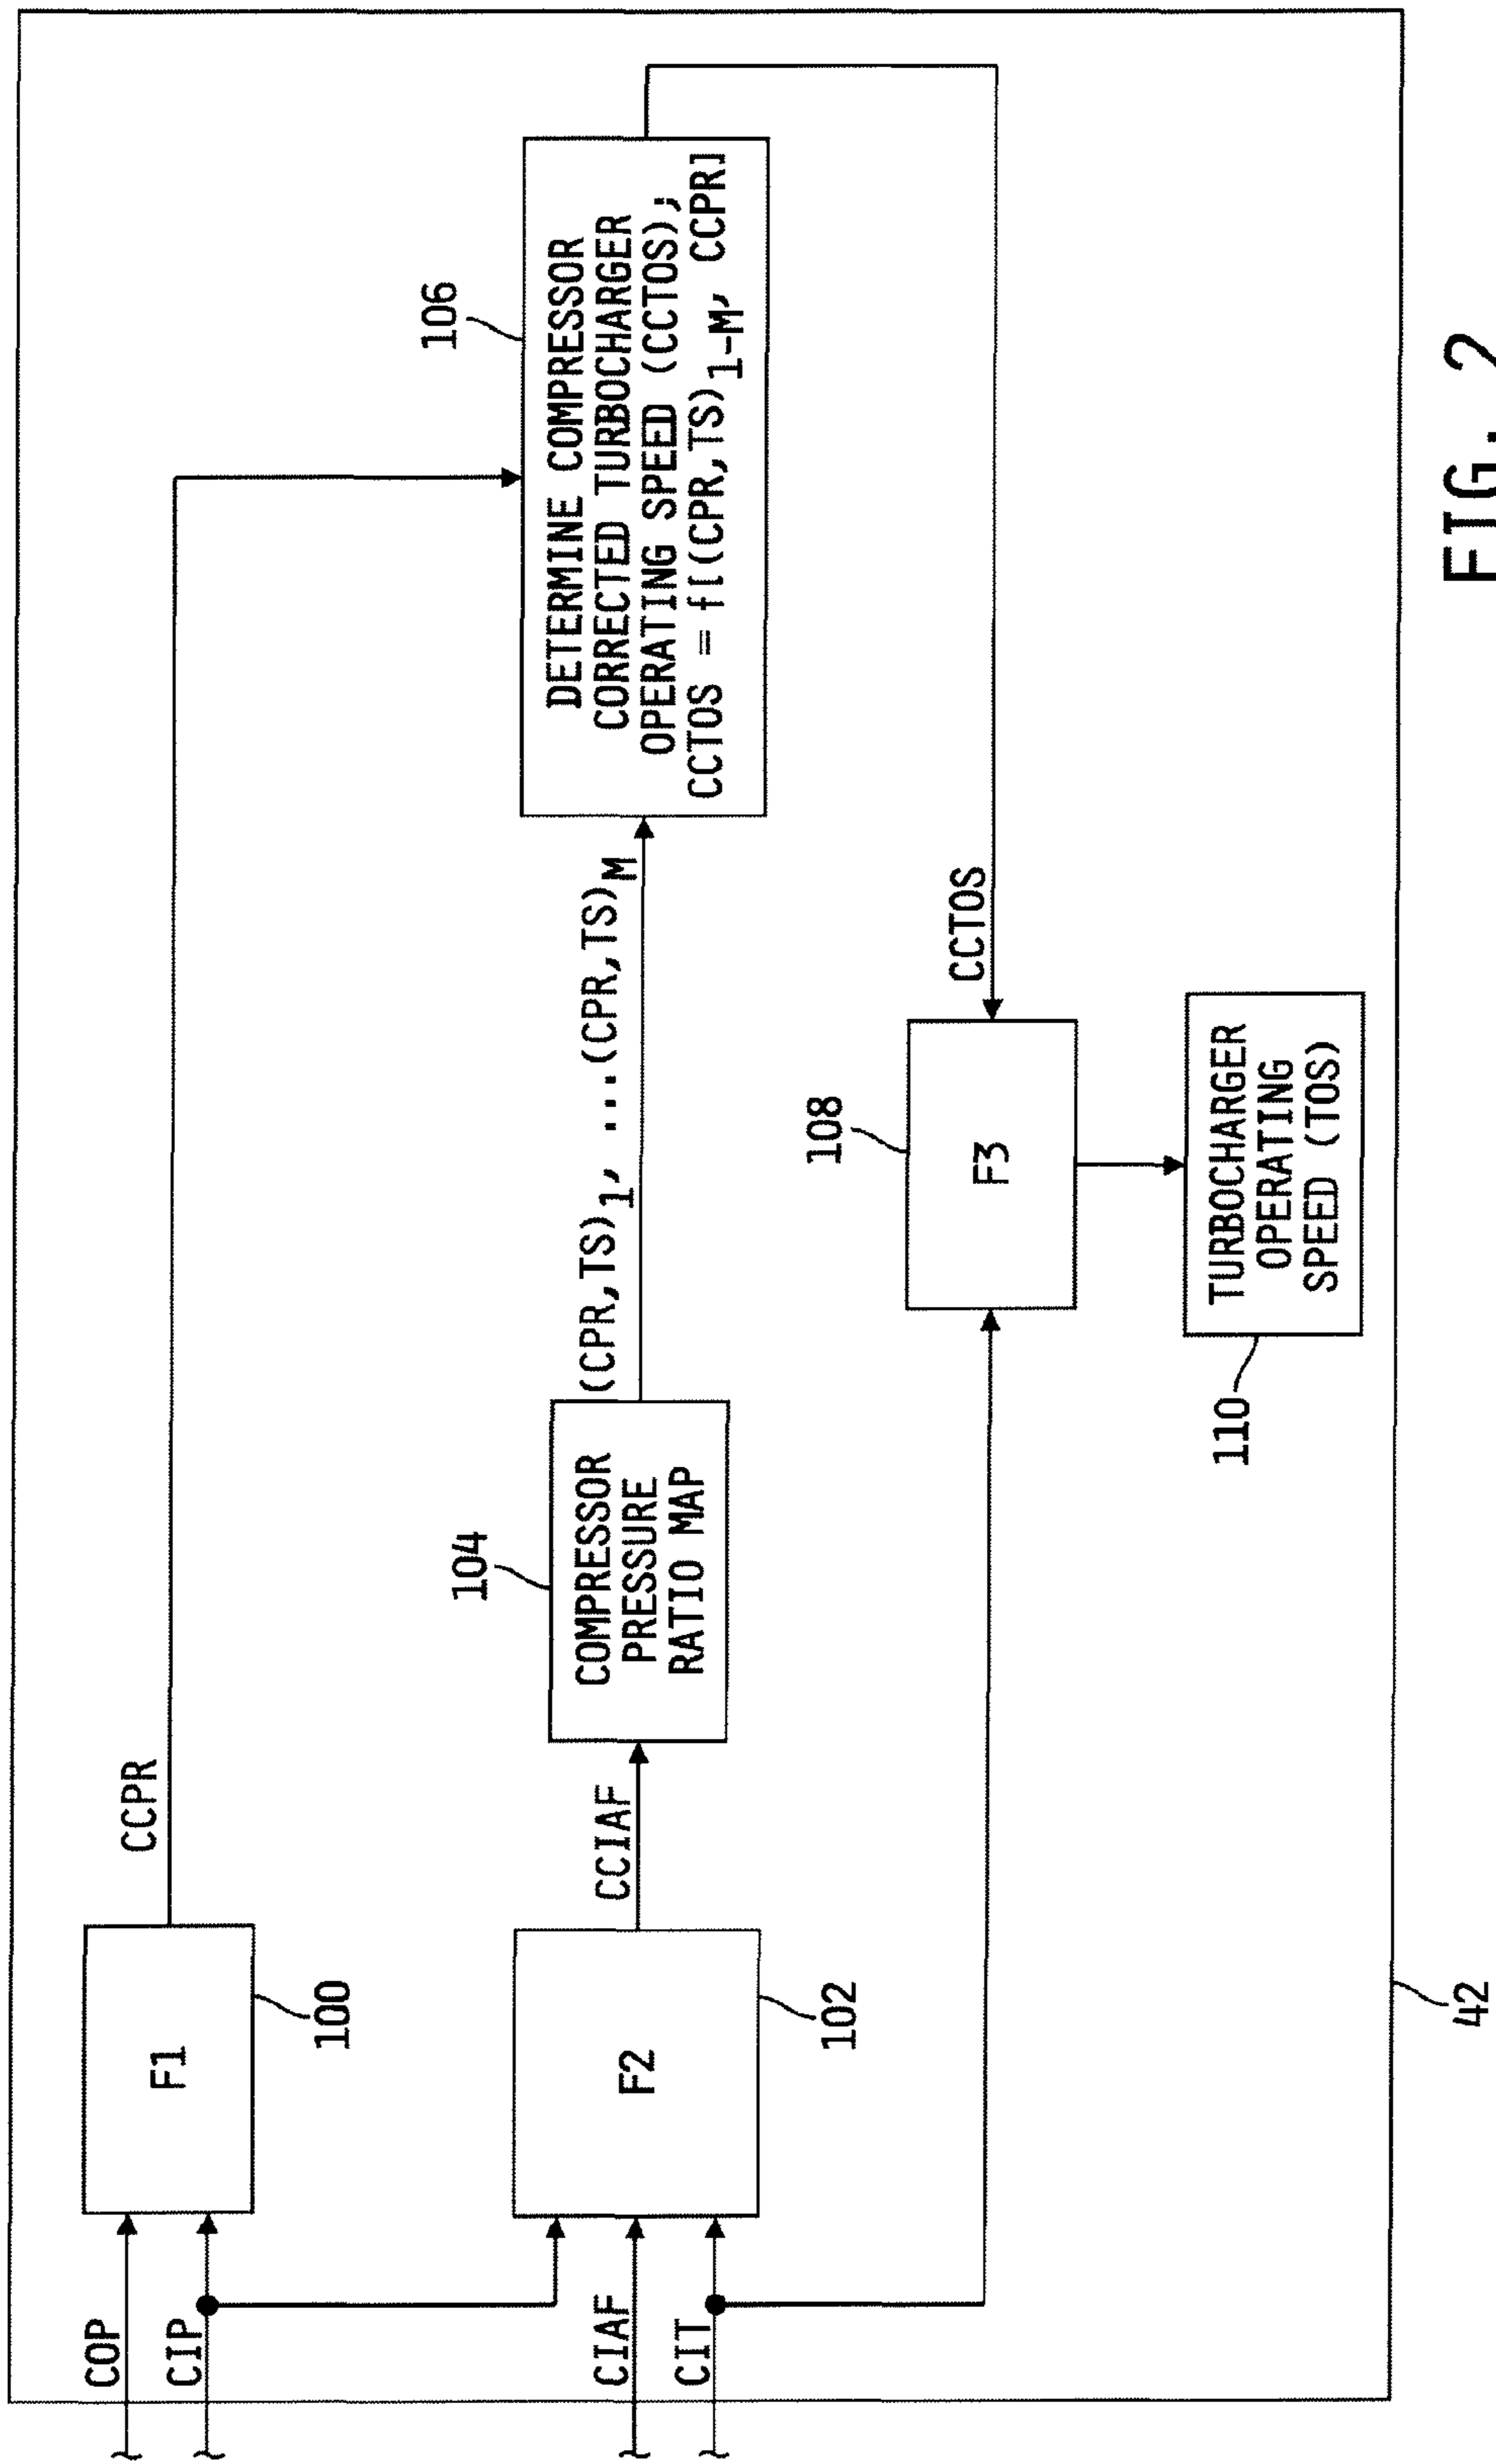 COP
CIP
F1
100
CCPR
CIAF
CIT
F2
102
CCIAF
104
COMPRESSOR
PRESSURE
RATIO MAP
(CPR,TS)1, ...(CPR,TS)M
106
DETERMINE COMPRESSOR
CORRECTED TURBOCHARGER
OPERATING SPEED (CCTOS);
CCTOS = f[(CPR,TS)1-M, CCPR]
CCTOS
108
F3
110
TURBOCHARGER
OPERATING
SPEED (TOS)
42
FIG. 2